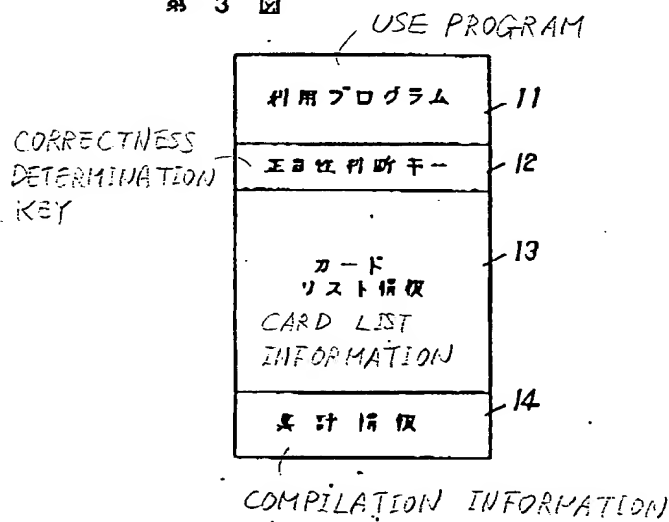 第 3 図
USE PROGRAM
利用プログラム
11
CORRECTNESS
DETERMINATION
KEY
正当性判断キー
12
カード
リスト情報
13
CARD LIST
INFORMATION
集計情報
14
COMPILATION INFORMATION